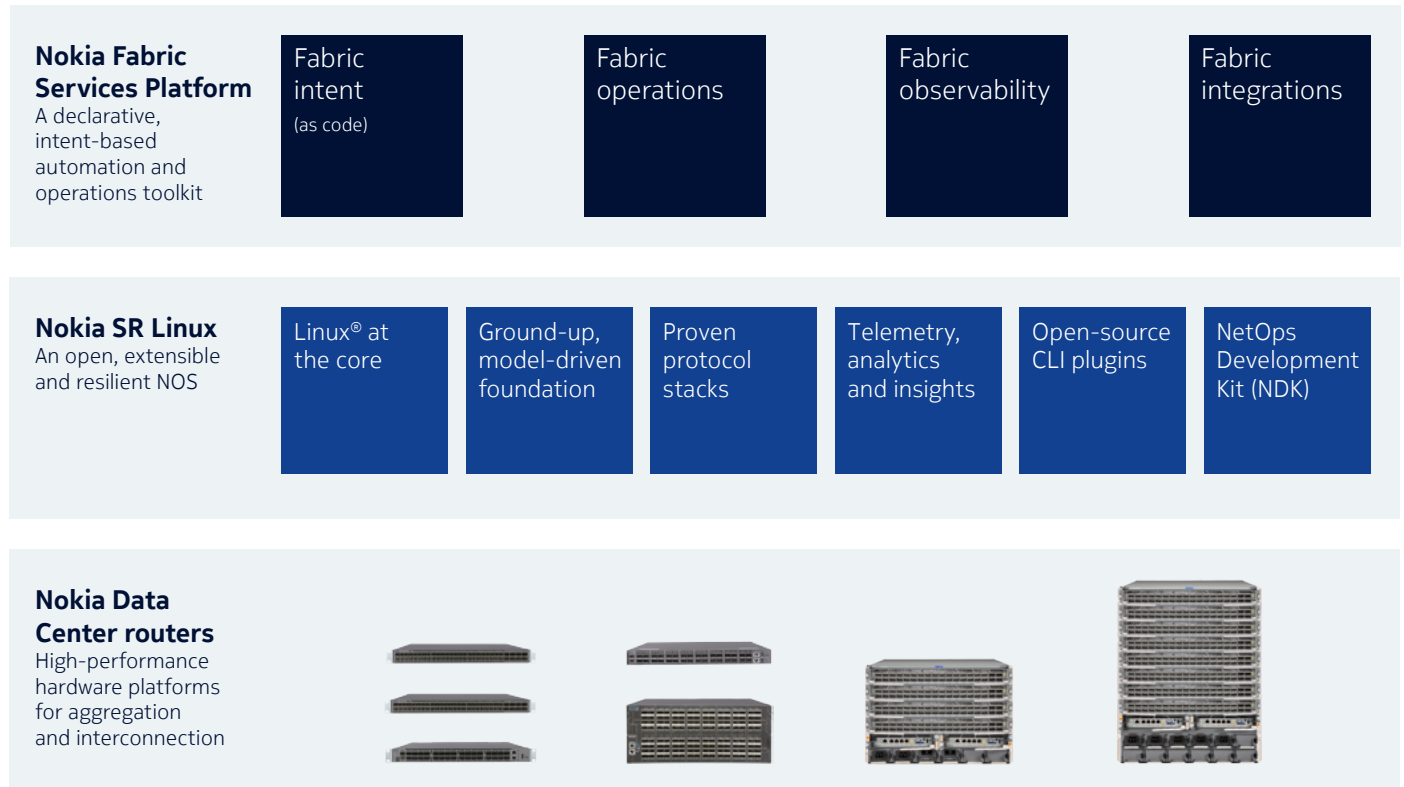 Nokia Fabric
Services Platform
A declarative,
intent-based
automation and
operations toolkit
Fabric
intent
(as code)
Fabric
operations
Fabric
observability
Fabric
integrations
Nokia SR Linux
An open, extensible
and resilient NOS
Linux® at
the core
Ground-up,
model-driven
foundation
Proven
protocol
stacks
Telemetry,
analytics
and insights
Open-source
CLI plugins
NetOps
Development
Kit (NDK)
Nokia Data
Center routers
High-performance
hardware platforms
for aggregation
and interconnection